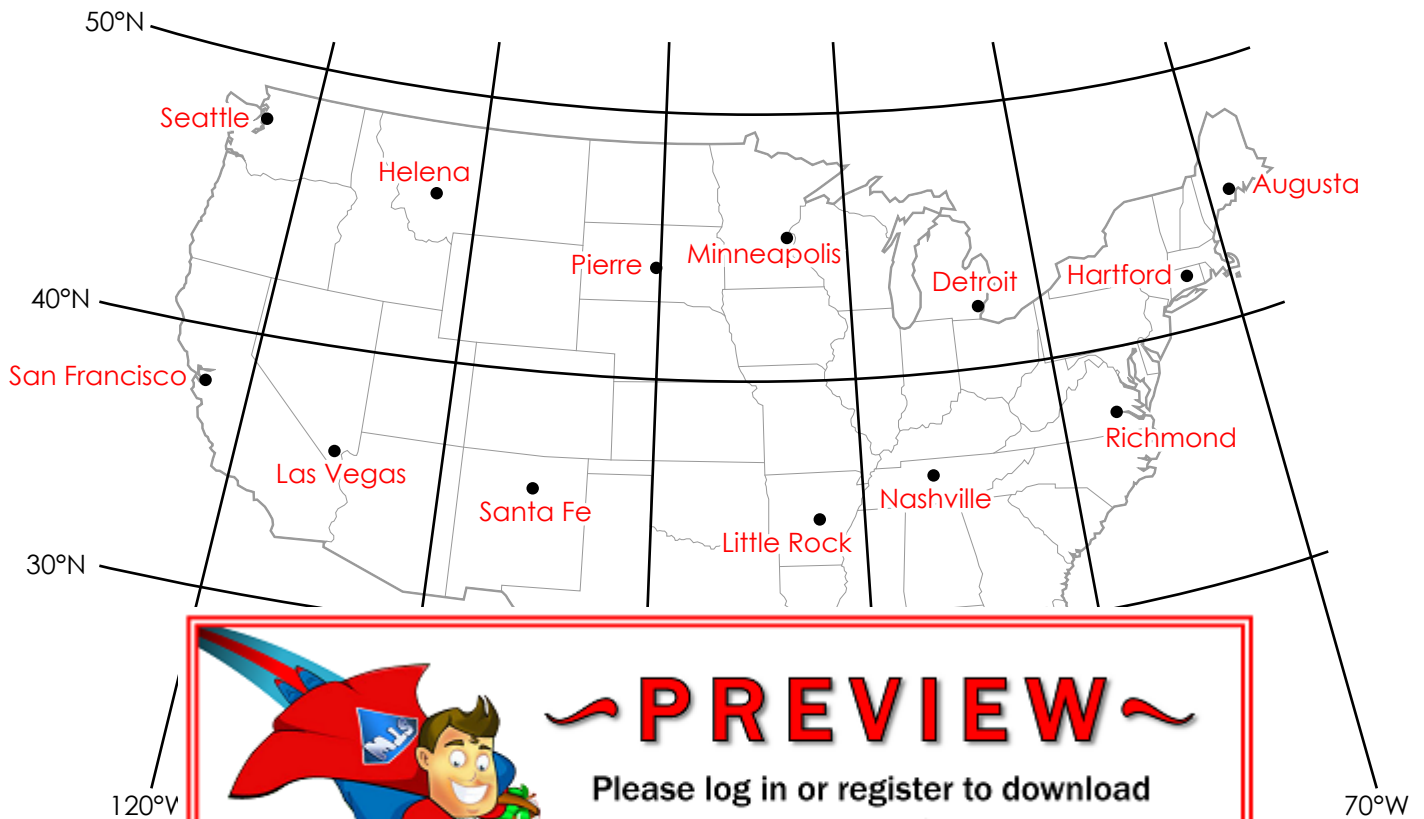 50°N
Seattle
Helena
Augusta
Minneapolis
Pierre
Detroit
Hartford
40°N
San Francisco
Richmond
Las Vegas
Nashville
Santa Fe
Little Rock
30°N
PREVIEW
Please log in or register to download
120°W
70°W